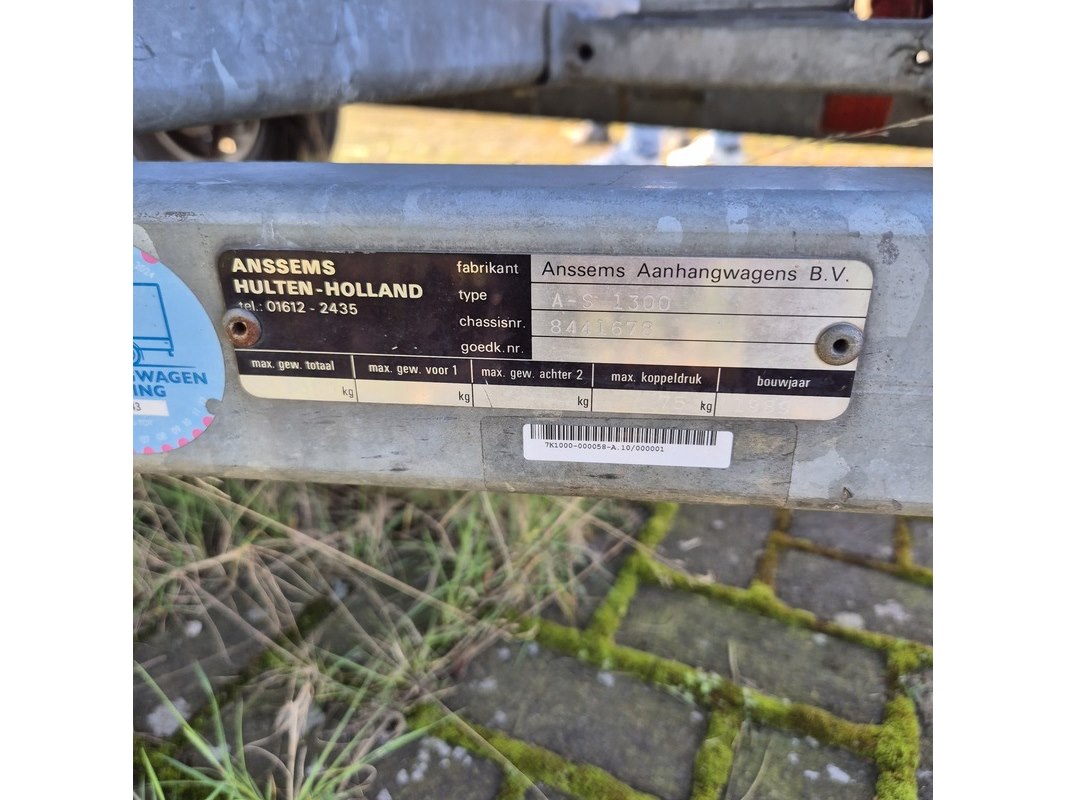 ANSSEMS
HULTEN-HOLLAND
tel.: 01612 - 2435
fabrikant Anssems Aanhangwagens B.V.
type A-S 1300
chassisnr. 8441678
goedk.nr.
max. gew. totaal max. gew. voor 1 max. gew. achter 2 max. koppeldruk bouwjaar
kg kg kg 75 kg
7K1000-000058-A.10/000001
WAGEN
ING